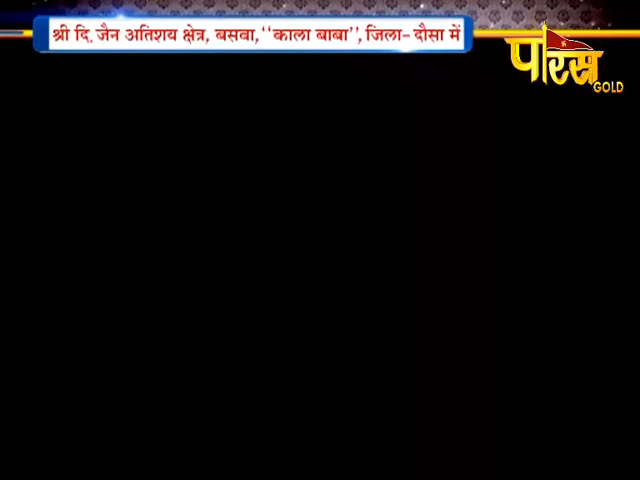 श्री दि. जैन अतिशय क्षेत्र, बसवा, ‘‘काला बाबा’’, जिला- दौसा में
पारस
GOLD